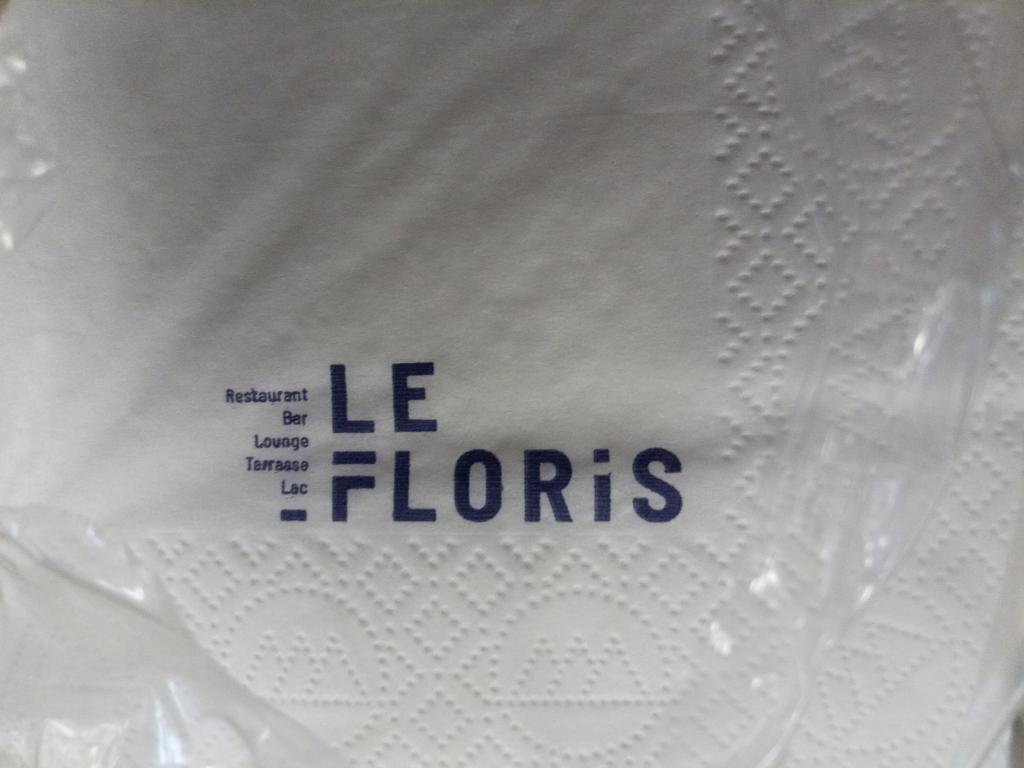 Restaurant
Bar
Lounge
Terrasse
Lac
LE
FLORiS